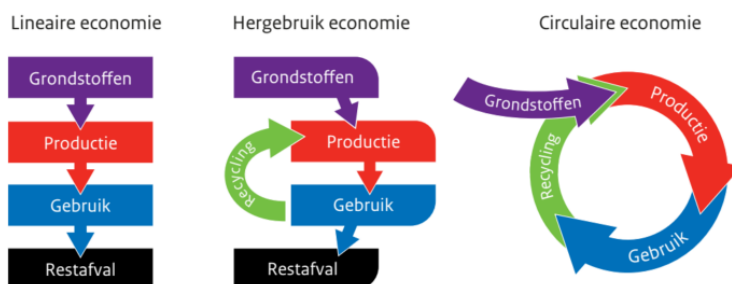 Lineaire economie
Grondstoffen
Productie
Gebruik
Restafval
Hergebruik economie
Grondstoffen
Productie
Recycling
Gebruik
Restafval
Circulaire economie
Grondstoffen
Productie
Recycling
Gebruik